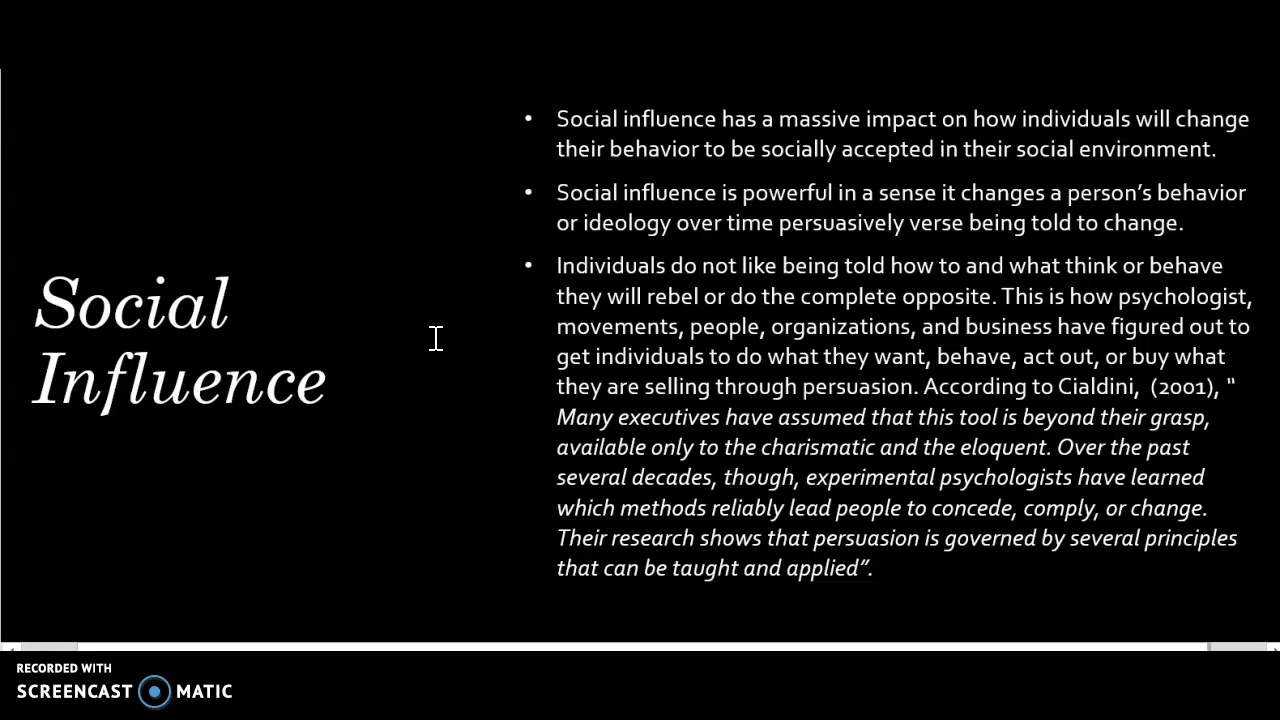 Social
Influence
• Social influence has a massive impact on how individuals will change
their behavior to be socially accepted in their social environment.
• Social influence is powerful in a sense it changes a person’s behavior
or ideology over time persuasively verse being told to change.
• Individuals do not like being told how to and what think or behave
they will rebel or do the complete opposite. This is how psychologist,
movements, people, organizations, and business have figured out to
get individuals to do what they want, behave, act out, or buy what
they are selling through persuasion. According to Cialdini, (2001), “
Many executives have assumed that this tool is beyond their grasp,
available only to the charismatic and the eloquent. Over the past
several decades, though, experimental psychologists have learned
which methods reliably lead people to concede, comply, or change.
Their research shows that persuasion is governed by several principles
that can be taught and applied”.
RECORDED WITH
SCREENCAST MATIC